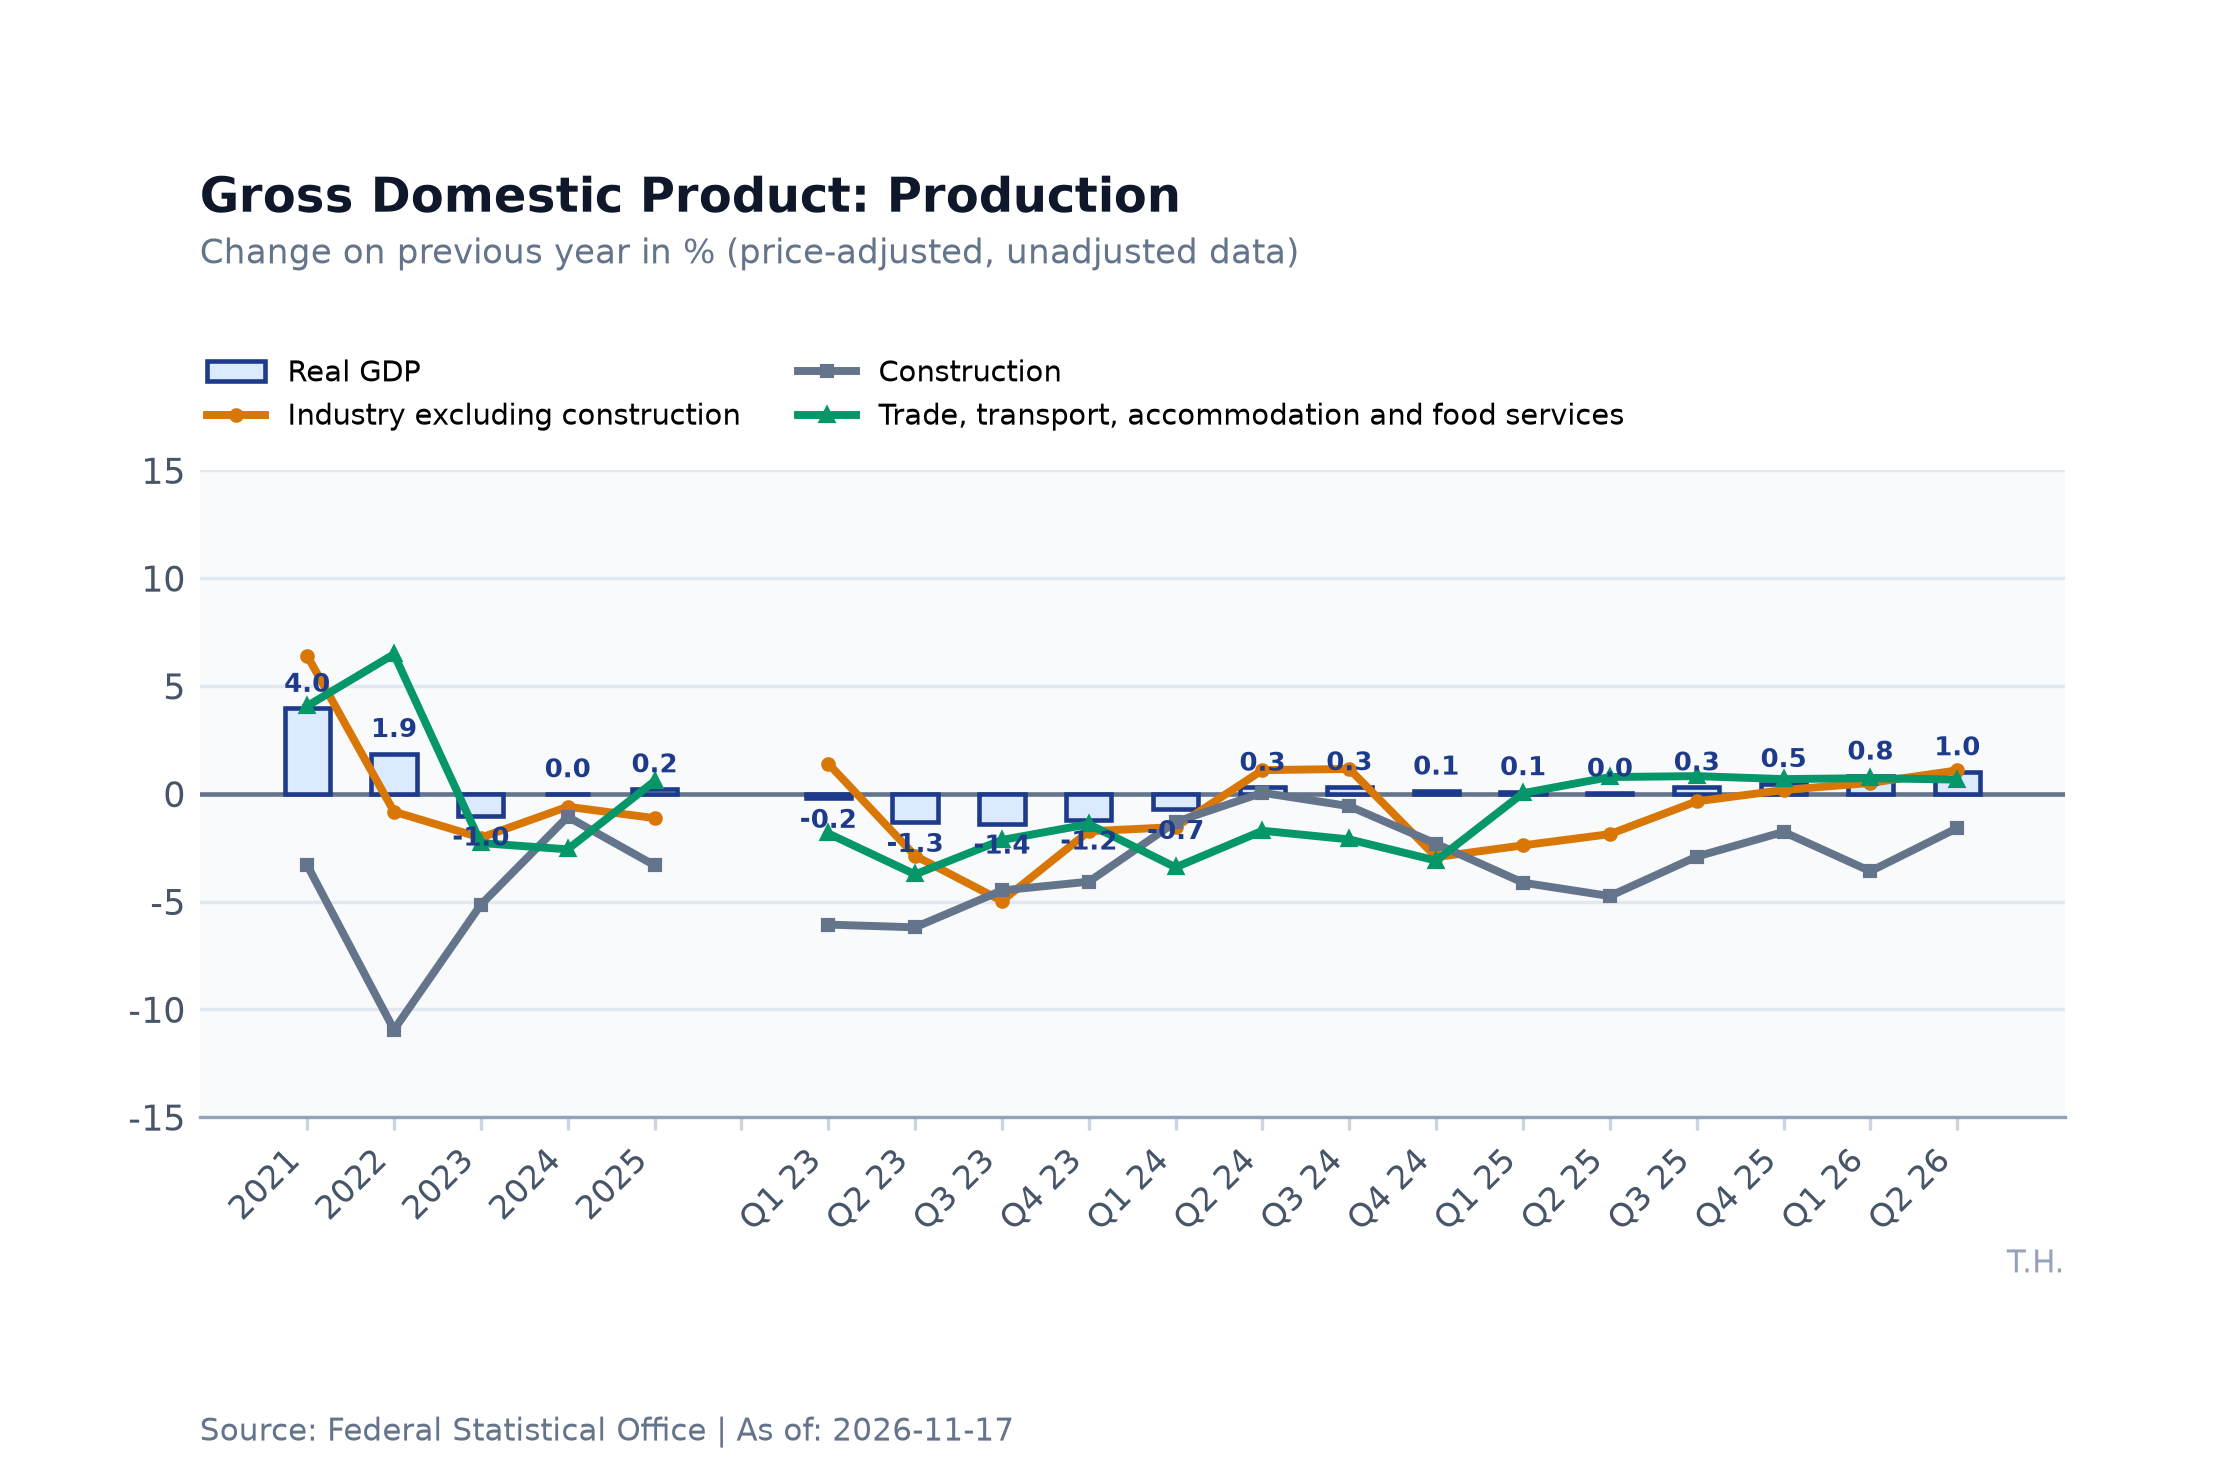 Gross Domestic Product: Production
Change on previous year in % (price-adjusted, unadjusted data)
Real GDP
Construction
Industry excluding construction
Trade, transport, accommodation and food services
15
10
5
0
-5
-10
-15
4.0
1.9
-1.0
0.0
0.2
-0.2
-1.3
-1.4
-1.2
-0.7
0.3
0.3
0.1
0.1
0.0
0.3
0.5
0.8
1.0
2021
2022
2023
2024
2025
Q1 23
Q2 23
Q3 23
Q4 23
Q1 24
Q2 24
Q3 24
Q4 24
Q1 25
Q2 25
Q3 25
Q4 25
Q1 26
Q2 26
T.H.
Source: Federal Statistical Office | As of: 2026-11-17